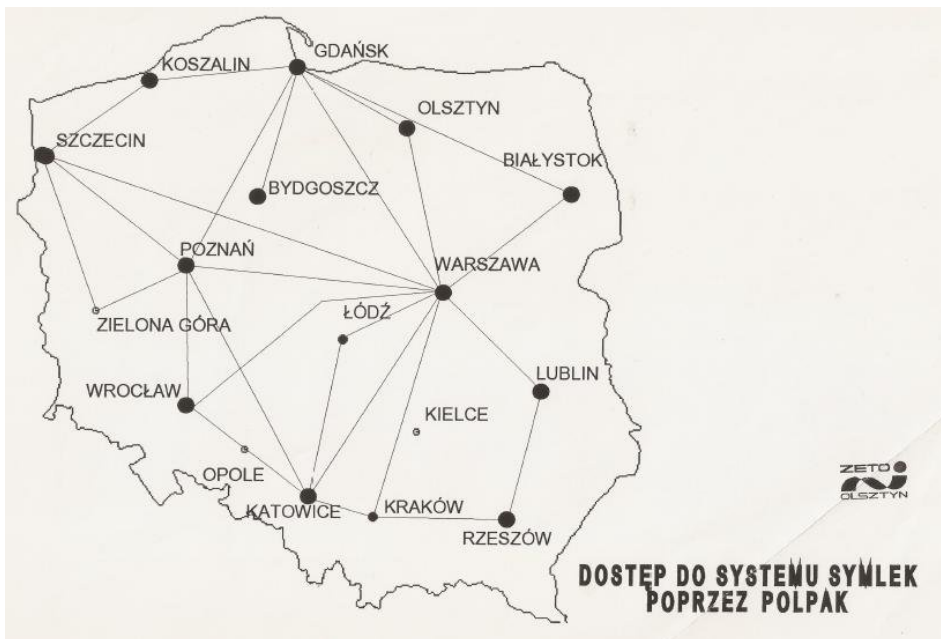 GDAŃSK
KOSZALIN
OLSZTYN
SZCZECIN
BIAŁYSTOK
BYDGOSZCZ
POZNAŃ
WARSZAWA
ZIELONA GÓRA
ŁÓDŹ
WROCŁAW
LUBLIN
KIELCE
OPOLE
KATOWICE
KRAKÓW
RZESZÓW
ZETO
OLSZTYN
DOSTĘP DO SYSTEMU SYMLEK
POPRZEZ POLPAK